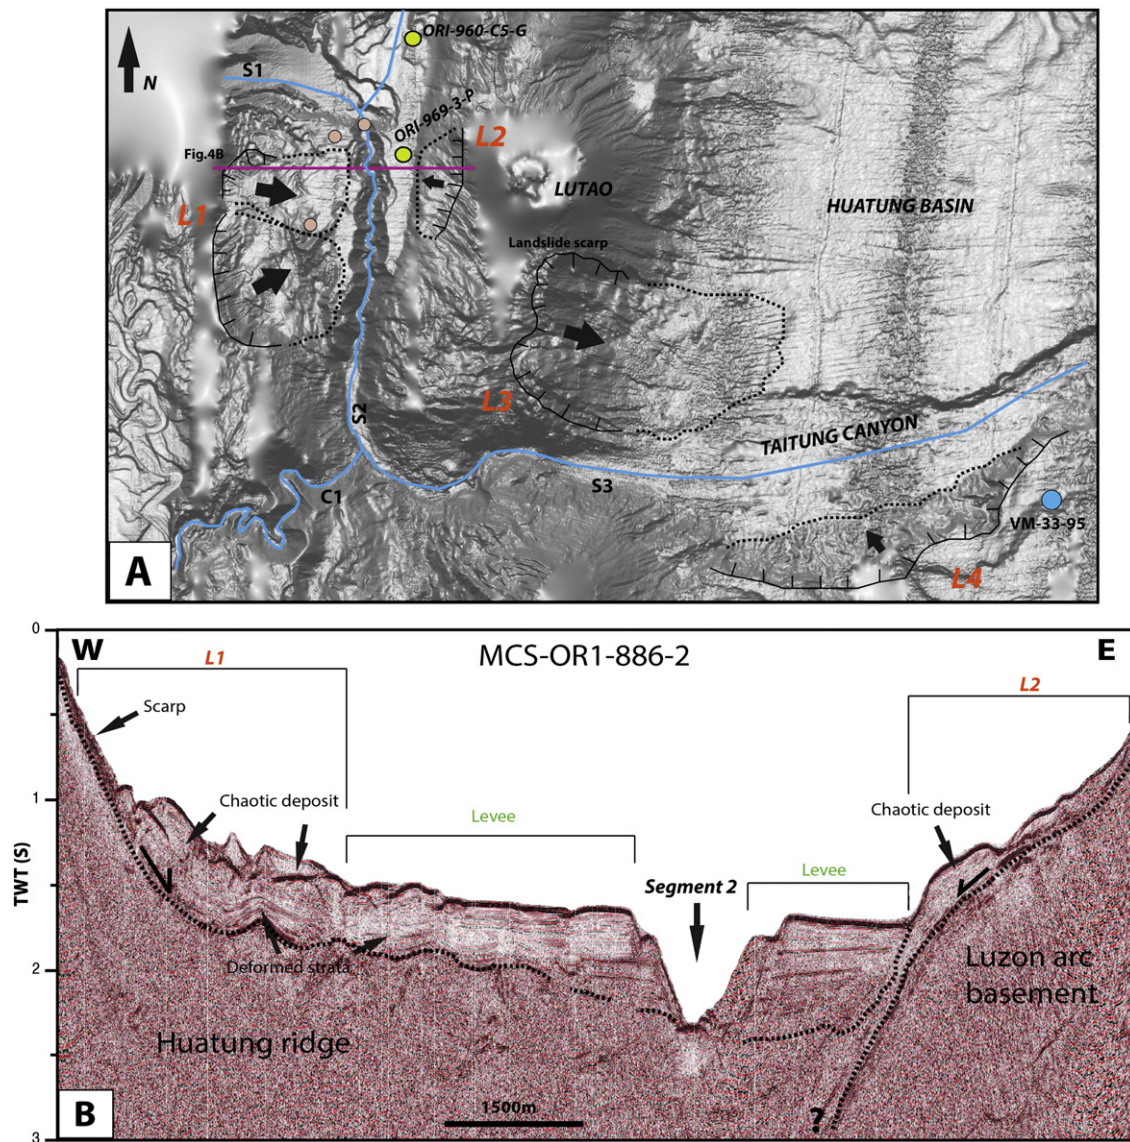 N
S1
ORI-960-C5-G
ORI-969-3-P
Fig.4B
L2
LUTAO
HUATUNG BASIN
L1
Landslide scarp
L3
S2
TAITUNG CANYON
C1
S3
VM-33-95
L4
A
0
W
MCS-OR1-886-2
E
L1
L2
Scarp
1
Chaotic deposit
Chaotic deposit
Levee
TWT (S)
Segment 2
Levee
2
Deformed strata
Luzon arc
basement
Huatung ridge
1500m
?
B
3